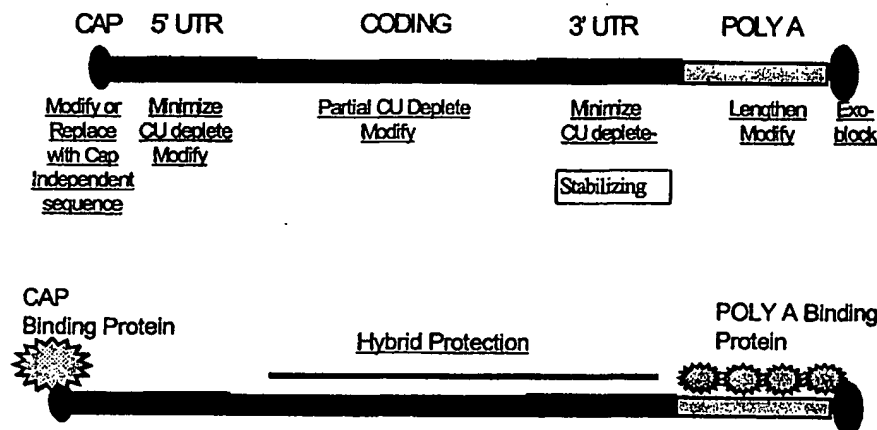 CAP 5' UTR CODING 3' UTR POLY A
Modify or
Replace
with Cap
Independent
sequence
Minimize
CU deplete
Modify
Partial CU Deplete
Modify
Minimize
CU deplete-
Stabilizing
Lengthen
Modify
Exo-
block
CAP
Binding Protein
Hybrid Protection
POLY A Binding
Protein